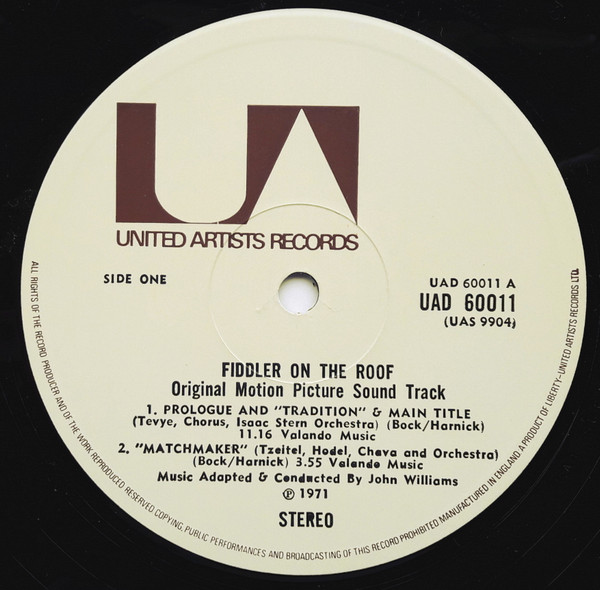 UA
UNITED ARTISTS RECORDS
SIDE ONE
UAD 60011 A
UAD 60011
(UAS 9904)
FIDDLER ON THE ROOF
Original Motion Picture Sound Track
1. PROLOGUE AND "TRADITION" & MAIN TITLE
(Tevye, Chorus, Isaac Stern Orchestra) (Bock/Harnick)
11.16 Valando Music
2. "MATCHMAKER" (Tzeitel, Hodel, Chava and Orchestra)
(Bock/Harnick) 3.55 Valando Music
Music Adapted & Conducted By John Williams
℗ 1971
STEREO
ALL RIGHTS OF THE RECORD PRODUCER AND OF THE WORK REPRODUCED RESERVED COPYING, PUBLIC PERFORMANCES AND BROADCASTING OF THIS RECORD PROHIBITED. MANUFACTURED IN ENGLAND. A PRODUCT OF LIBERTY-UNITED ARTISTS RECORDS LTD.